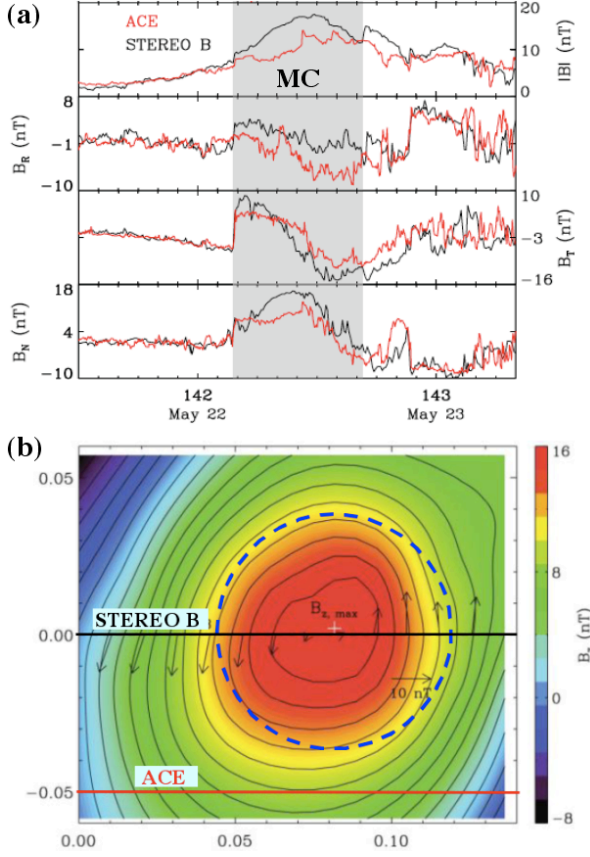 (a)
ACE
STEREO B
MC
20
10
0
|B| (nT)
8
-1
-10
B_R (nT)
10
-3
-16
B_T (nT)
18
4
-10
B_N (nT)
142
143
May 22
May 23
(b)
0.05
0.00
-0.05
STEREO B
B_z, max
10 nT
ACE
0.00
0.05
0.10
16
8
0
-8
(nT)